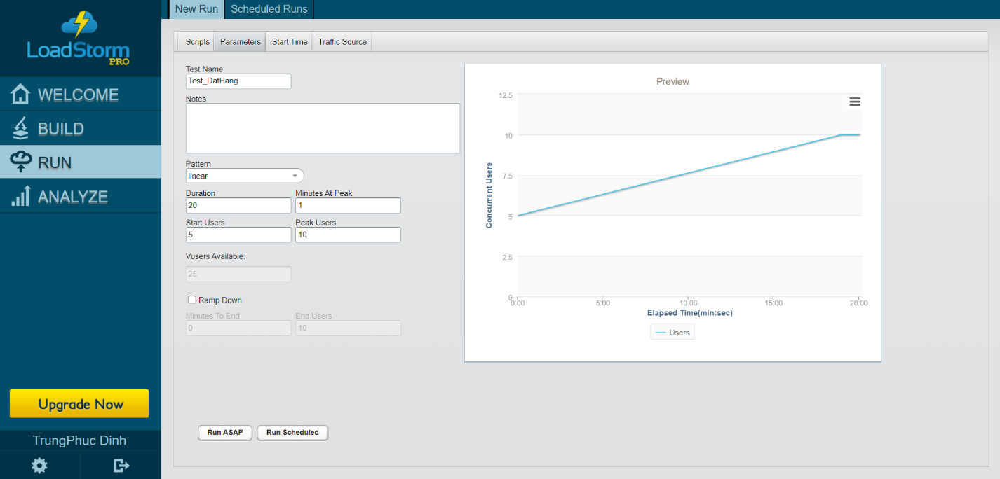 LoadStorm
PRO
WELCOME
BUILD
RUN
ANALYZE
Upgrade Now
TrungPhuc Dinh
New Run
Scheduled Runs
Scripts
Parameters
Start Time
Traffic Source
Test Name
Test_DatHang
Notes
Pattern
linear
Duration
Minutes At Peak
20
1
Start Users
Peak Users
5
10
Vusers Available:
25
Ramp Down
Minutes To End
End Users
0
10
Run ASAP
Run Scheduled
Preview
Concurrent Users
12.5
10
7.5
5
2.5
0
0:00
5:00
10:00
15:00
20:00
Elapsed Time(min:sec)
Users